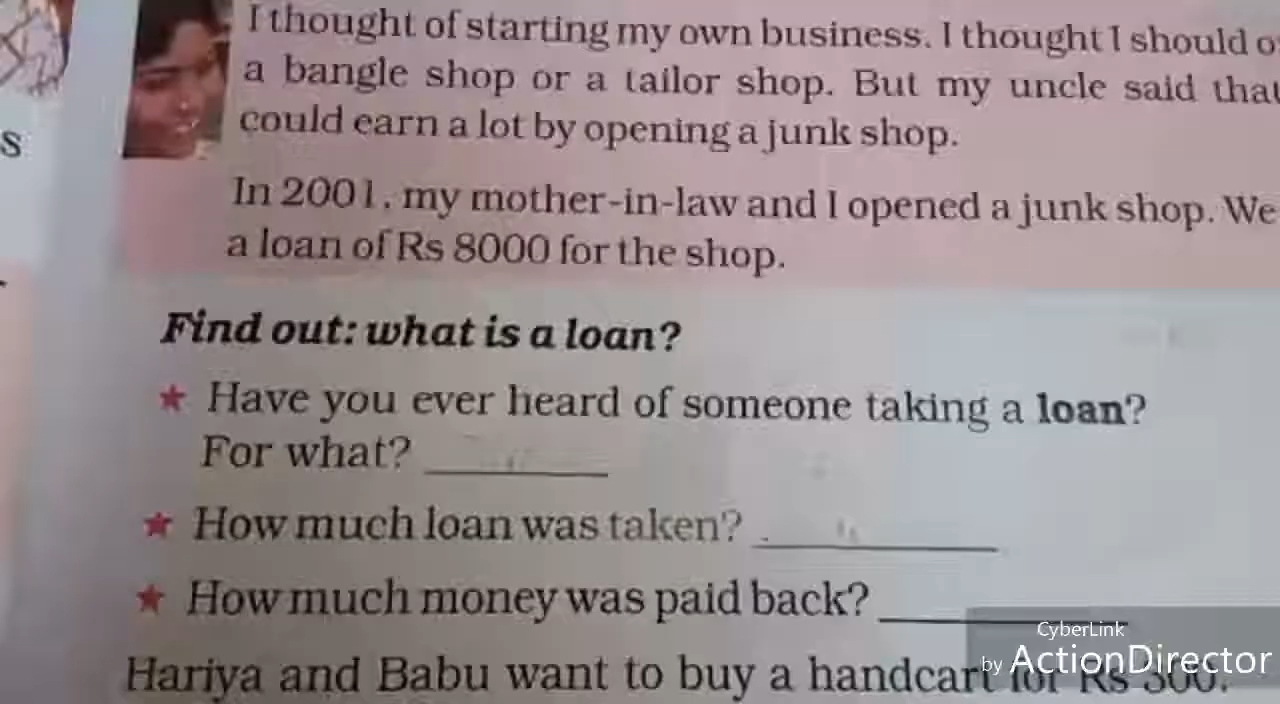 I thought of starting my own business. I thought I should
a bangle shop or a tailor shop. But my uncle said that
could earn a lot by opening a junk shop.
In 2001, my mother-in-law and I opened a junk shop. We
a loan of Rs 8000 for the shop.
s
Find out: what is a loan?
★ Have you ever heard of someone taking a loan?
For what?
★ How much loan was taken?
★ How much money was paid back?
CyberLink
by ActionDirector
Hariya and Babu want to buy a handcart for Rs 300.